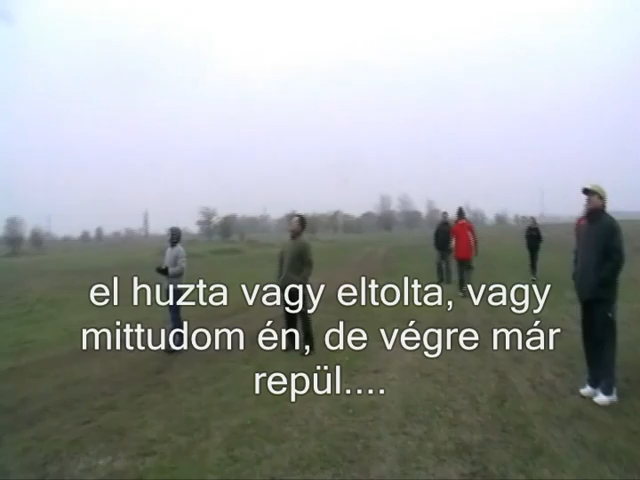 el huzta vagy eltolta, vagy
mittudom én, de végre már
repül....